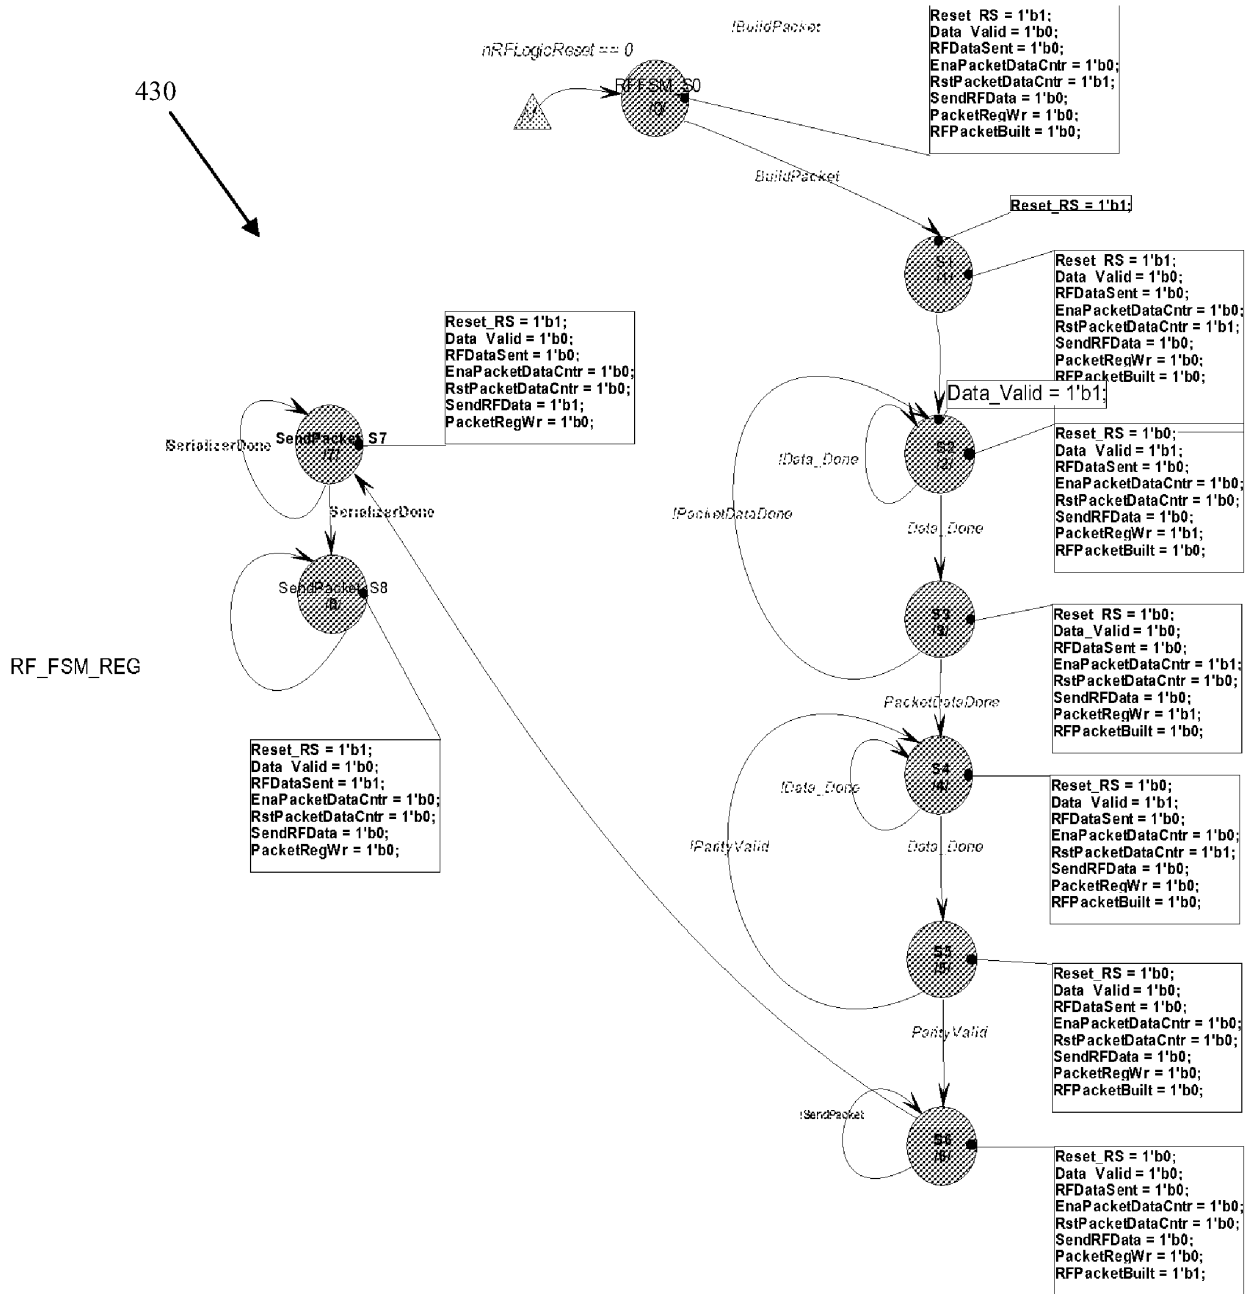 !BuildPacket
nRFLogicReset == 0
430
RFFSM_S0
/0/
Reset_RS = 1'b1;
Data_Valid = 1'b0;
RFDataSent = 1'b0;
EnaPacketDataCntr = 1'b0;
RstPacketDataCntr = 1'b1;
SendRFData = 1'b0;
PacketRegWr = 1'b0;
RFPacketBuilt = 1'b0;
BuildPacket
Reset_RS = 1'b1;
S1
/1/
Reset_RS = 1'b1;
Data_Valid = 1'b0;
RFDataSent = 1'b0;
EnaPacketDataCntr = 1'b0;
RstPacketDataCntr = 1'b1;
SendRFData = 1'b0;
PacketRegWr = 1'b0;
RFPacketBuilt = 1'b0;
Data_Valid = 1'b1;
Reset_RS = 1'b1;
Data_Valid = 1'b0;
RFDataSent = 1'b0;
EnaPacketDataCntr = 1'b0;
RstPacketDataCntr = 1'b0;
SendRFData = 1'b1;
PacketRegWr = 1'b0;
SendPacket_S7
/7/
SerializerDone
SerializerDone
S2
/2/
!Data_Done
!PacketDataDone
Data_Done
Reset_RS = 1'b0;
Data_Valid = 1'b1;
RFDataSent = 1'b0;
EnaPacketDataCntr = 1'b0;
RstPacketDataCntr = 1'b0;
SendRFData = 1'b0;
PacketRegWr = 1'b1;
RFPacketBuilt = 1'b0;
SendPacket_S8
/8/
S3
/3/
Reset_RS = 1'b0;
Data_Valid = 1'b0;
RFDataSent = 1'b0;
EnaPacketDataCntr = 1'b1;
RstPacketDataCntr = 1'b0;
SendRFData = 1'b0;
PacketRegWr = 1'b1;
RFPacketBuilt = 1'b0;
RF_FSM_REG
PacketDataDone
Reset_RS = 1'b1;
Data_Valid = 1'b0;
RFDataSent = 1'b1;
EnaPacketDataCntr = 1'b0;
RstPacketDataCntr = 1'b0;
SendRFData = 1'b0;
PacketRegWr = 1'b0;
S4
/4/
!Data_Done
!ParityValid
Data_Done
Reset_RS = 1'b0;
Data_Valid = 1'b1;
RFDataSent = 1'b0;
EnaPacketDataCntr = 1'b0;
RstPacketDataCntr = 1'b1;
SendRFData = 1'b0;
PacketRegWr = 1'b0;
RFPacketBuilt = 1'b0;
S5
/5/
Reset_RS = 1'b0;
Data_Valid = 1'b0;
RFDataSent = 1'b0;
EnaPacketDataCntr = 1'b0;
RstPacketDataCntr = 1'b0;
SendRFData = 1'b0;
PacketRegWr = 1'b0;
RFPacketBuilt = 1'b0;
ParityValid
!SendPacket
S6
/6/
Reset_RS = 1'b0;
Data_Valid = 1'b0;
RFDataSent = 1'b0;
EnaPacketDataCntr = 1'b0;
RstPacketDataCntr = 1'b0;
SendRFData = 1'b0;
PacketRegWr = 1'b0;
RFPacketBuilt = 1'b1;